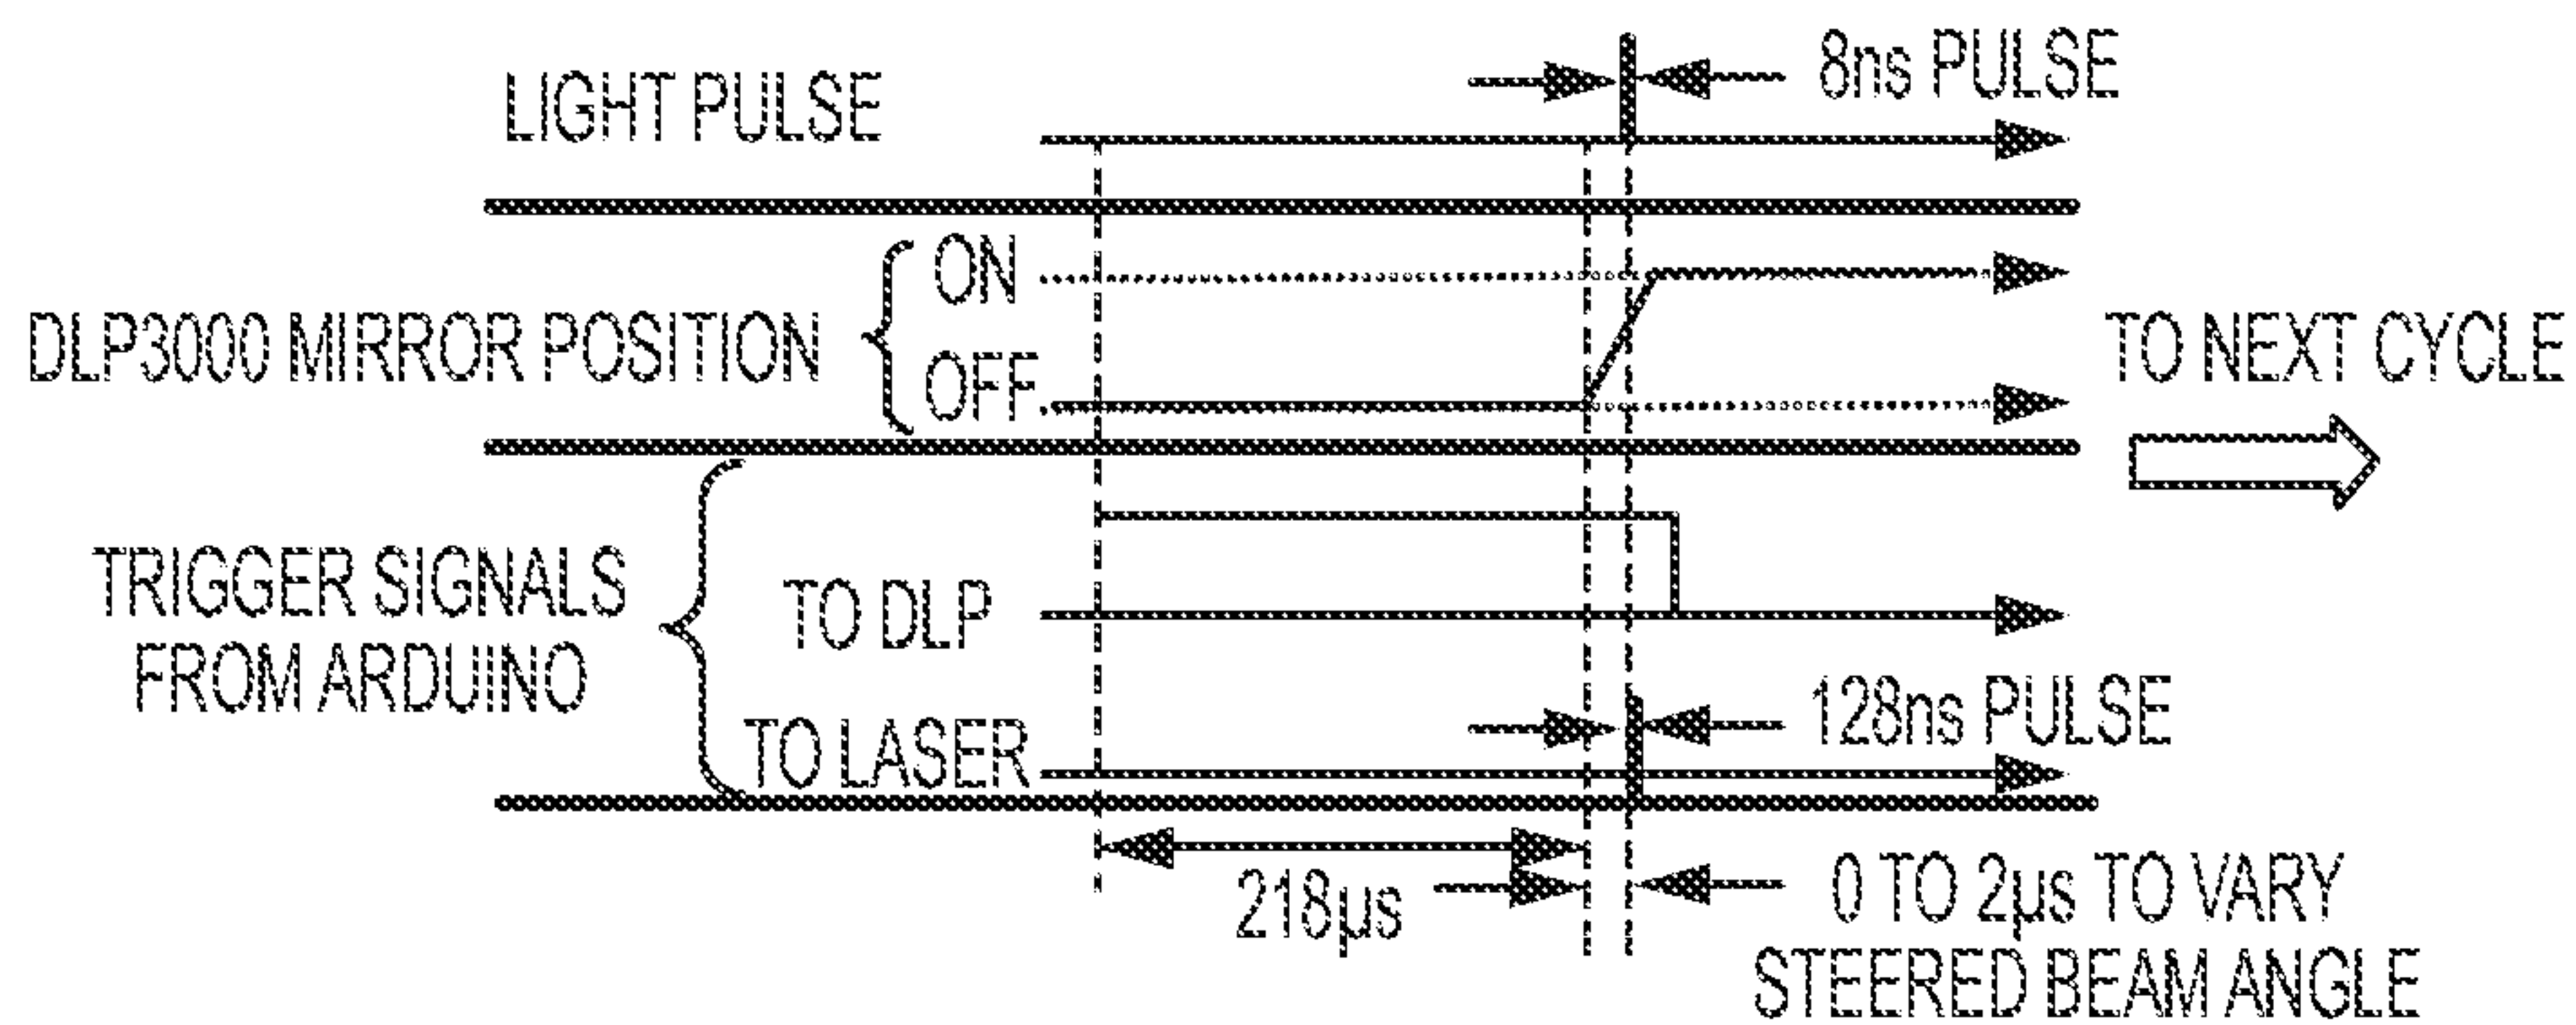 LIGHT PULSE
8ns PULSE
ON
DLP3000 MIRROR POSITION
OFF
TO NEXT CYCLE
TRIGGER SIGNALS
FROM ARDUINO
TO DLP
TO LASER
128ns PULSE
218μs
0 TO 2μs TO VARY
STEERED BEAM ANGLE